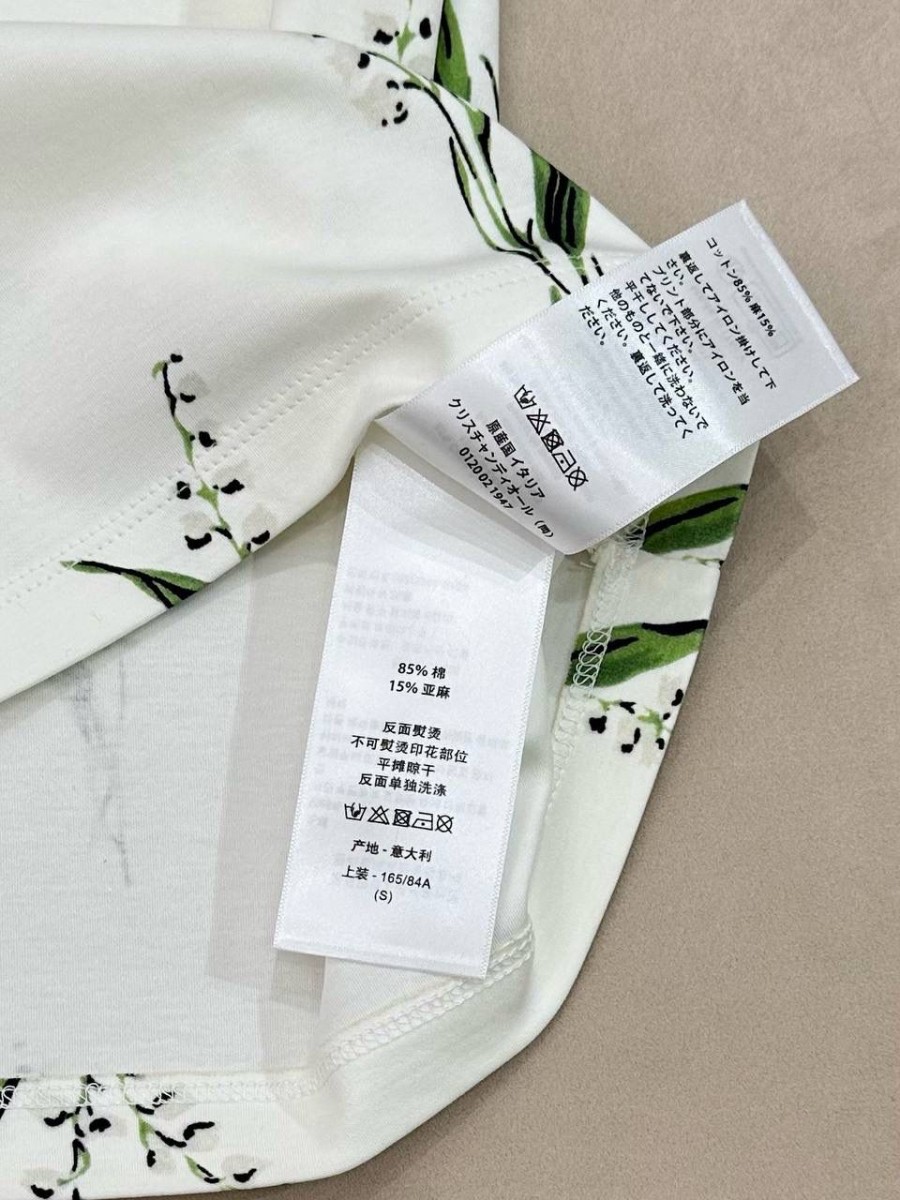 コットン85% 麻15%
裏返してアイロン掛けして下
さい。
プリント部分にアイロンを当
てないで下さい。
平干ししてください。
他のものと一緒に洗わないで
ください。裏返して洗ってく
ださい。
原産国 イタリア
クリスチャンディオール (同)
0120021947
85% 棉
15% 亚麻
反面熨烫
不可熨烫印花部位
平摊晾干
反面单独洗涤
产地 - 意大利
上装 - 165/84A
(S)